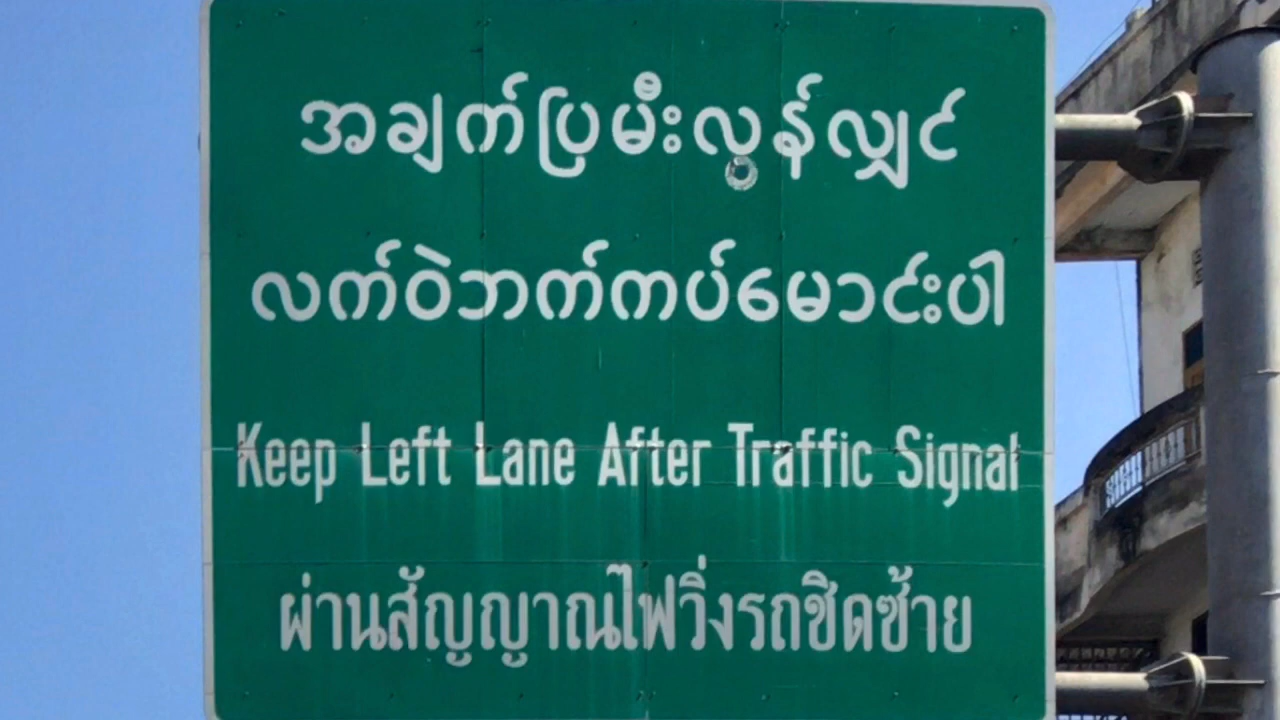 အချက်ပြမီးလွန်လျှင်
လက်ဝဲဘက်ကပ်မောင်းပါ
Keep Left Lane After Traffic Signal
ผ่านสัญญาณไฟวิ่งรถชิดซ้าย